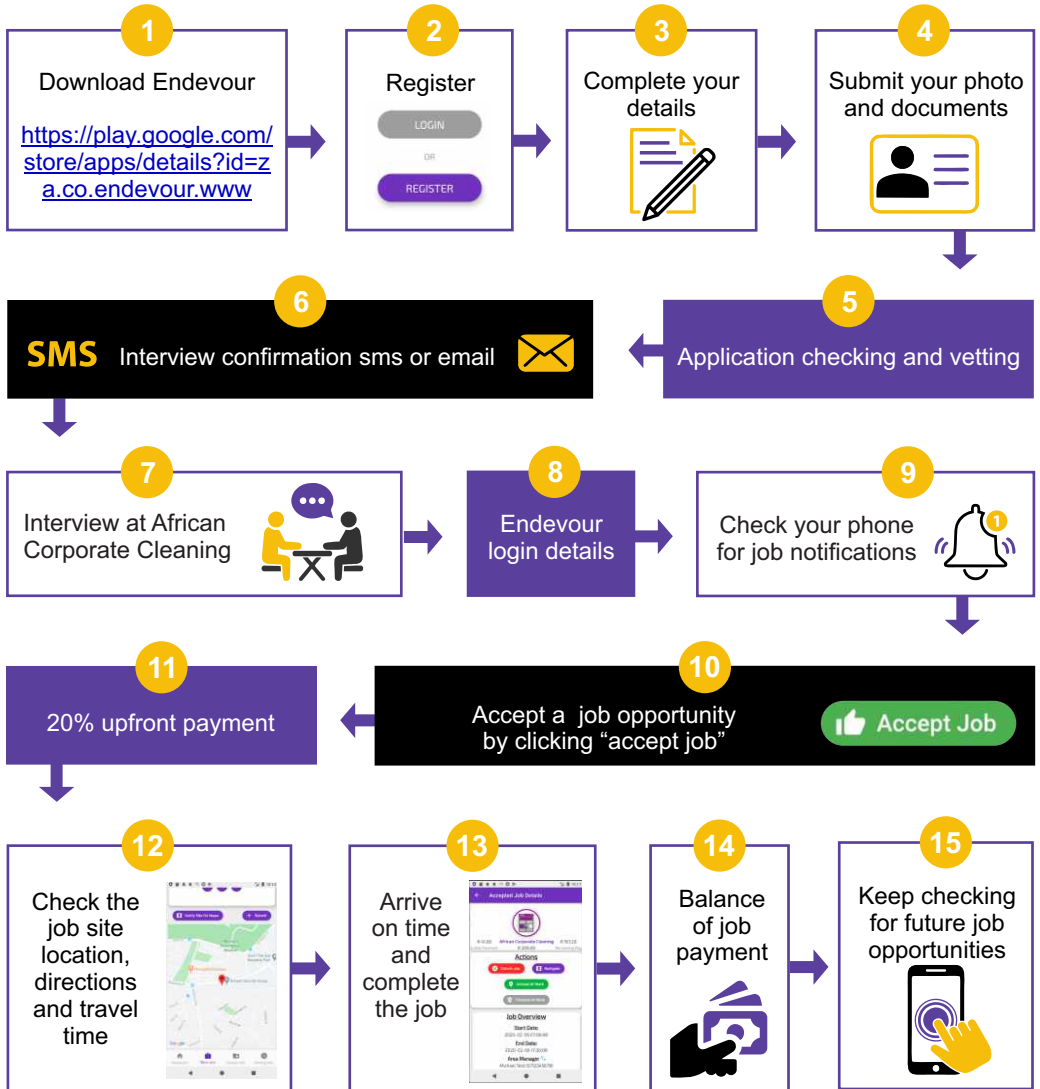 1
Download Endevour
https://play.google.com/
store/apps/details?id=z
a.co.endevour.www
2
Register
LOGIN
OR
REGISTER
3
Complete your
details
4
Submit your photo
and documents
5
Application checking and vetting
6
SMS Interview confirmation sms or email
7
Interview at African
Corporate Cleaning
8
Endevour
login details
9
Check your phone
for job notifications
1
10
Accept a job opportunity
by clicking “accept job”
Accept Job
11
20% upfront payment
12
Check the
job site
location,
directions
and travel
time
Google
13
Arrive
on time
and
complete
the job
Accepted Job Details
African Corporate Cleaning
Actions
Navigate
Job Overview
Start Date:
End Date:
Area Manager
14
Balance
of job
payment
15
Keep checking
for future job
opportunities